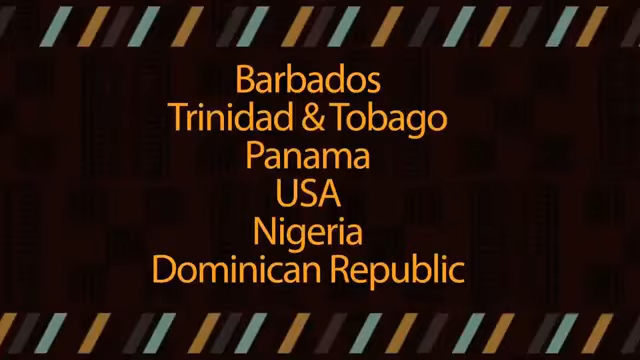 Barbados
Trinidad & Tobago
Panama
USA
Nigeria
Dominican Republic